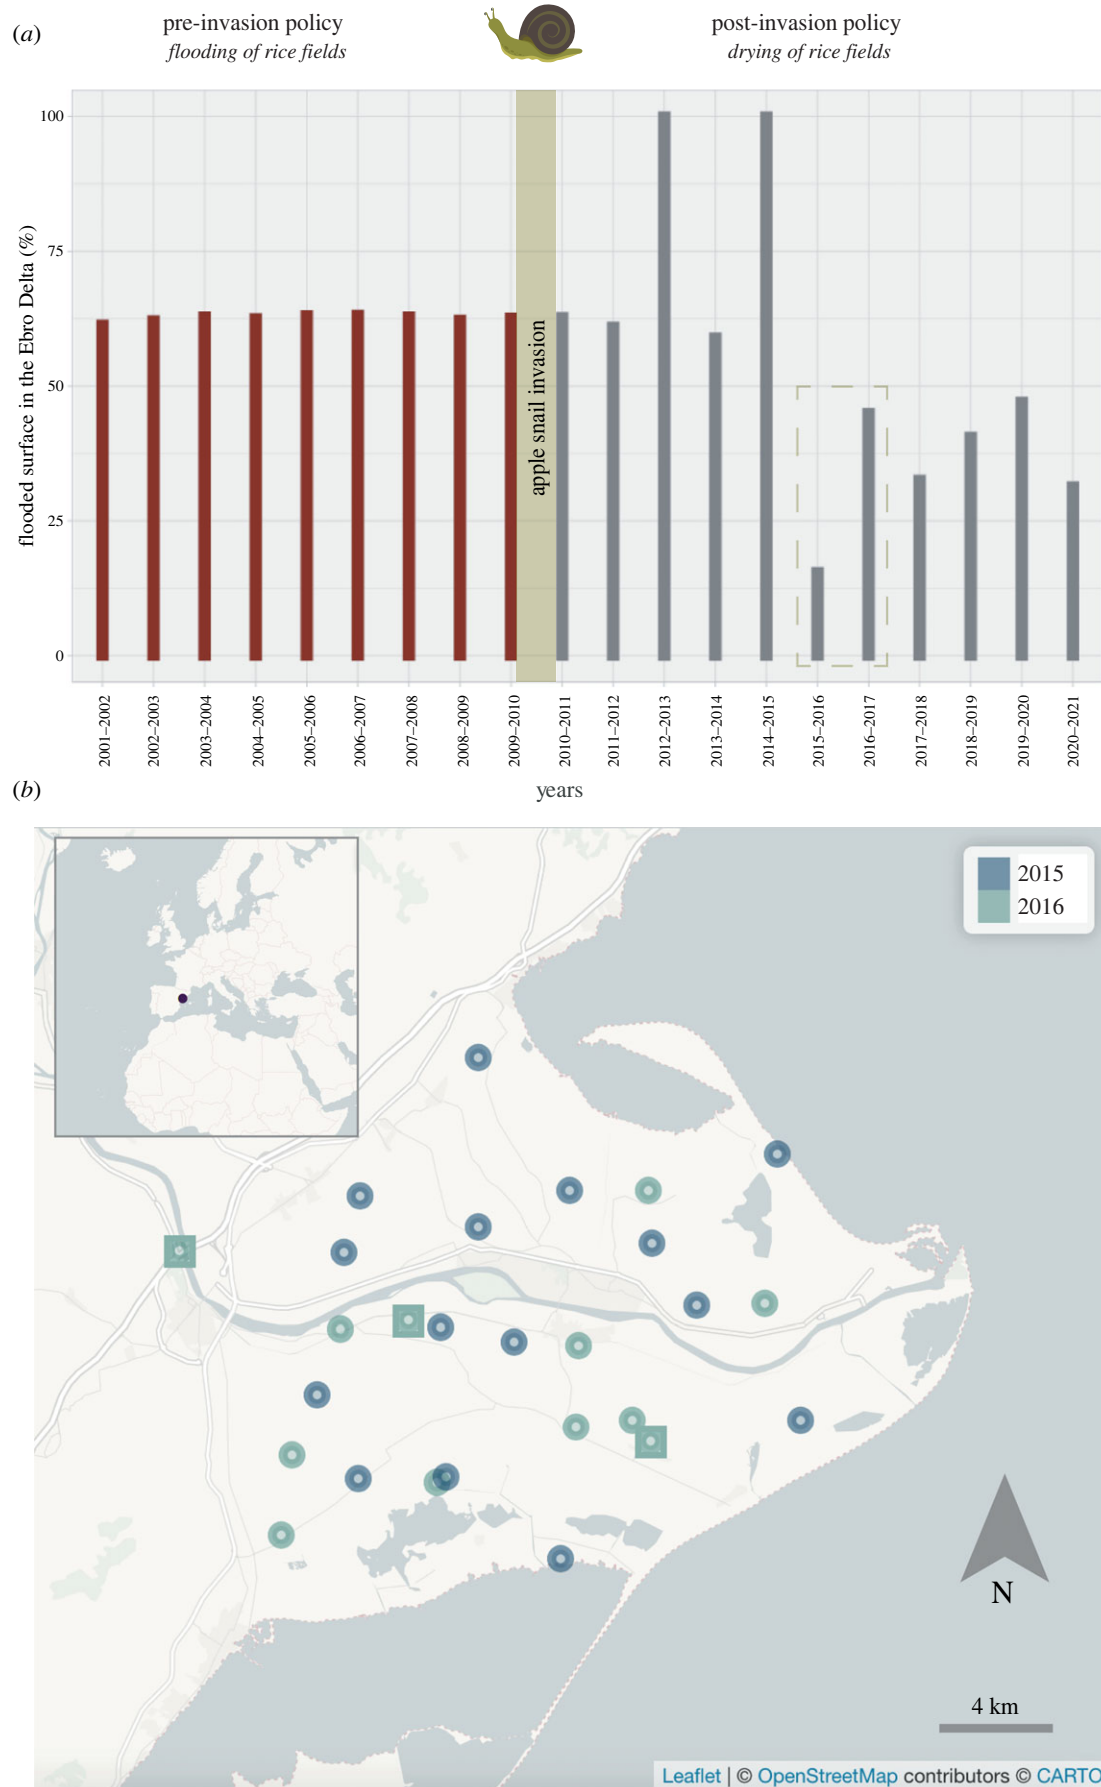 (a)
pre-invasion policy
flooding of rice fields
post-invasion policy
drying of rice fields
flooded surface in the Ebro Delta (%)
100
75
50
25
0
apple snail invasion
2001–2002
2002–2003
2003–2004
2004–2005
2005–2006
2006–2007
2007–2008
2008–2009
2009–2010
2010–2011
2011–2012
2012–2013
2013–2014
2014–2015
2015–2016
2016–2017
2017–2018
2018–2019
2019–2020
2020–2021
years
(b)
2015
2016
N
4 km
Leaflet | © OpenStreetMap contributors © CARTO